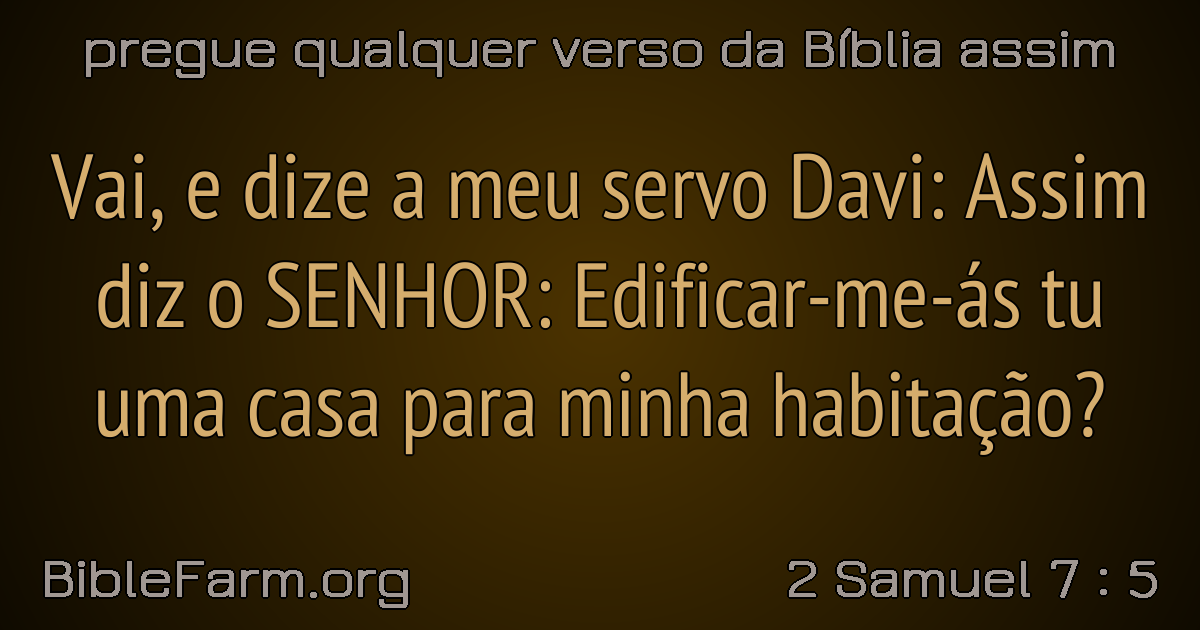 pregue qualquer verso da Bíblia assim
Vai, e dize a meu servo Davi: Assim
diz o SENHOR: Edificar-me-ás tu
uma casa para minha habitação?
BibleFarm.org
2 Samuel 7 : 5